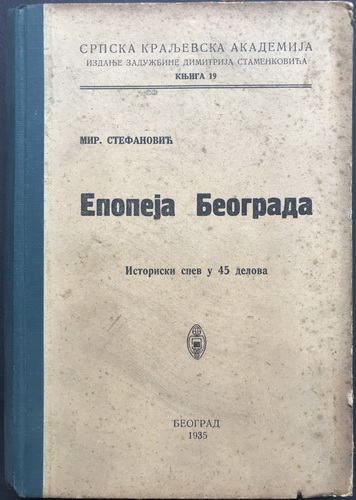 СРПСКА КРАЉЕВСКА АКАДЕМИЈА
ИЗДАЊЕ ЗАДУЖБИНЕ ДИМИТРИЈА СТАМЕНКОВИЋА
КЊИГА 19
МИР. СТЕФАНОВИЋ
Епопеја Београда
Историски спев у 45 делова
БЕОГРАД
1935